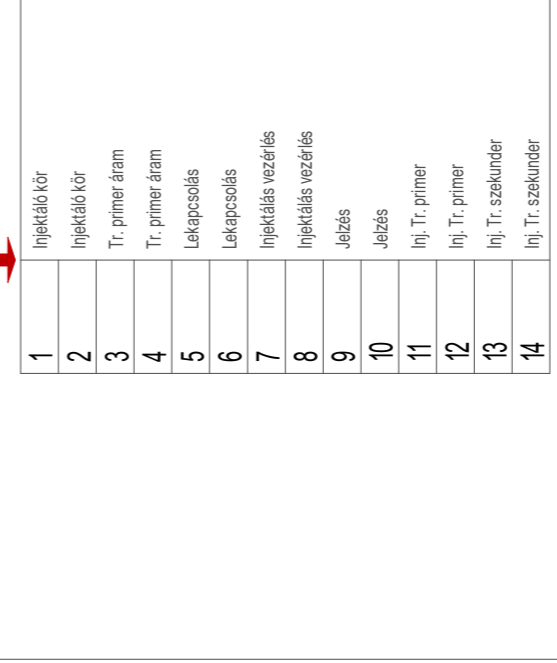 1 Injektáló kör
2 Injektáló kör
3 Tr. primer áram
4 Tr. primer áram
5 Lekapcsolás
6 Lekapcsolás
7 Injektálás vezérlés
8 Injektálás vezérlés
9 Jelzés
10 Jelzés
11 Inj. Tr. primer
12 Inj. Tr. primer
13 Inj. Tr. szekunder
14 Inj. Tr. szekunder